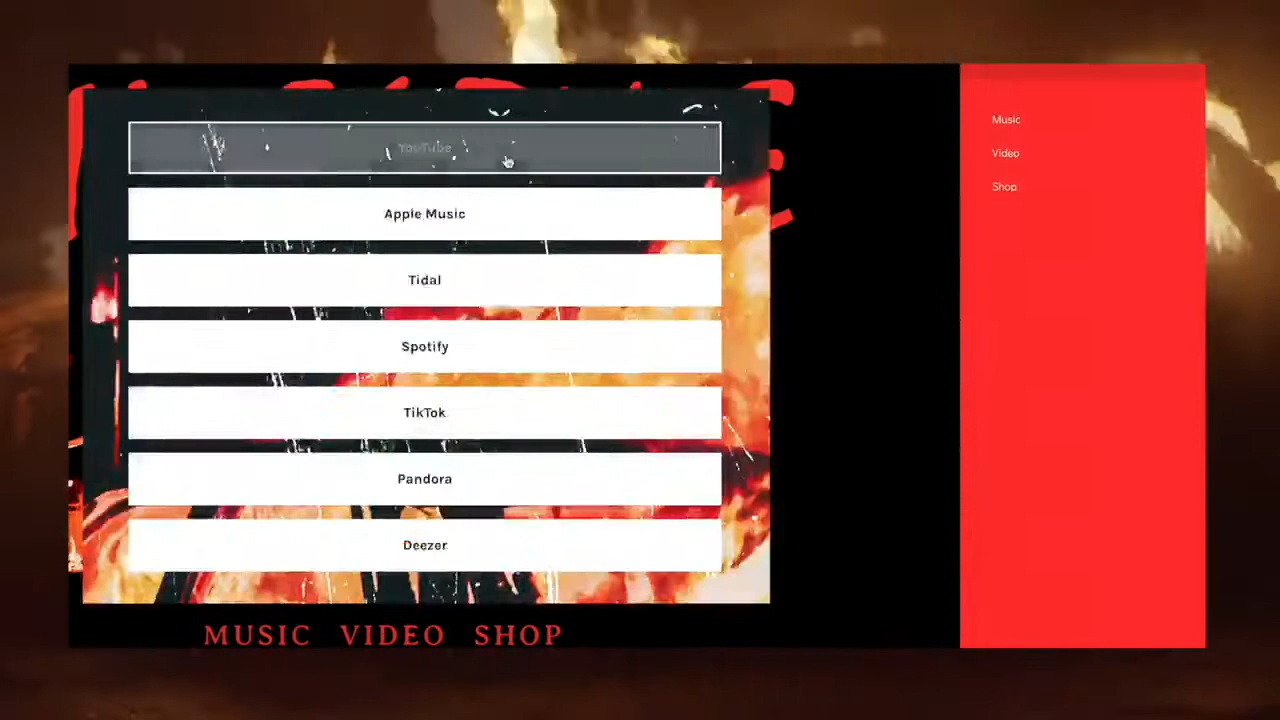 YouTube
Apple Music
Tidal
Spotify
TikTok
Pandora
Deezer
MUSIC VIDEO SHOP
Music
Video
Shop